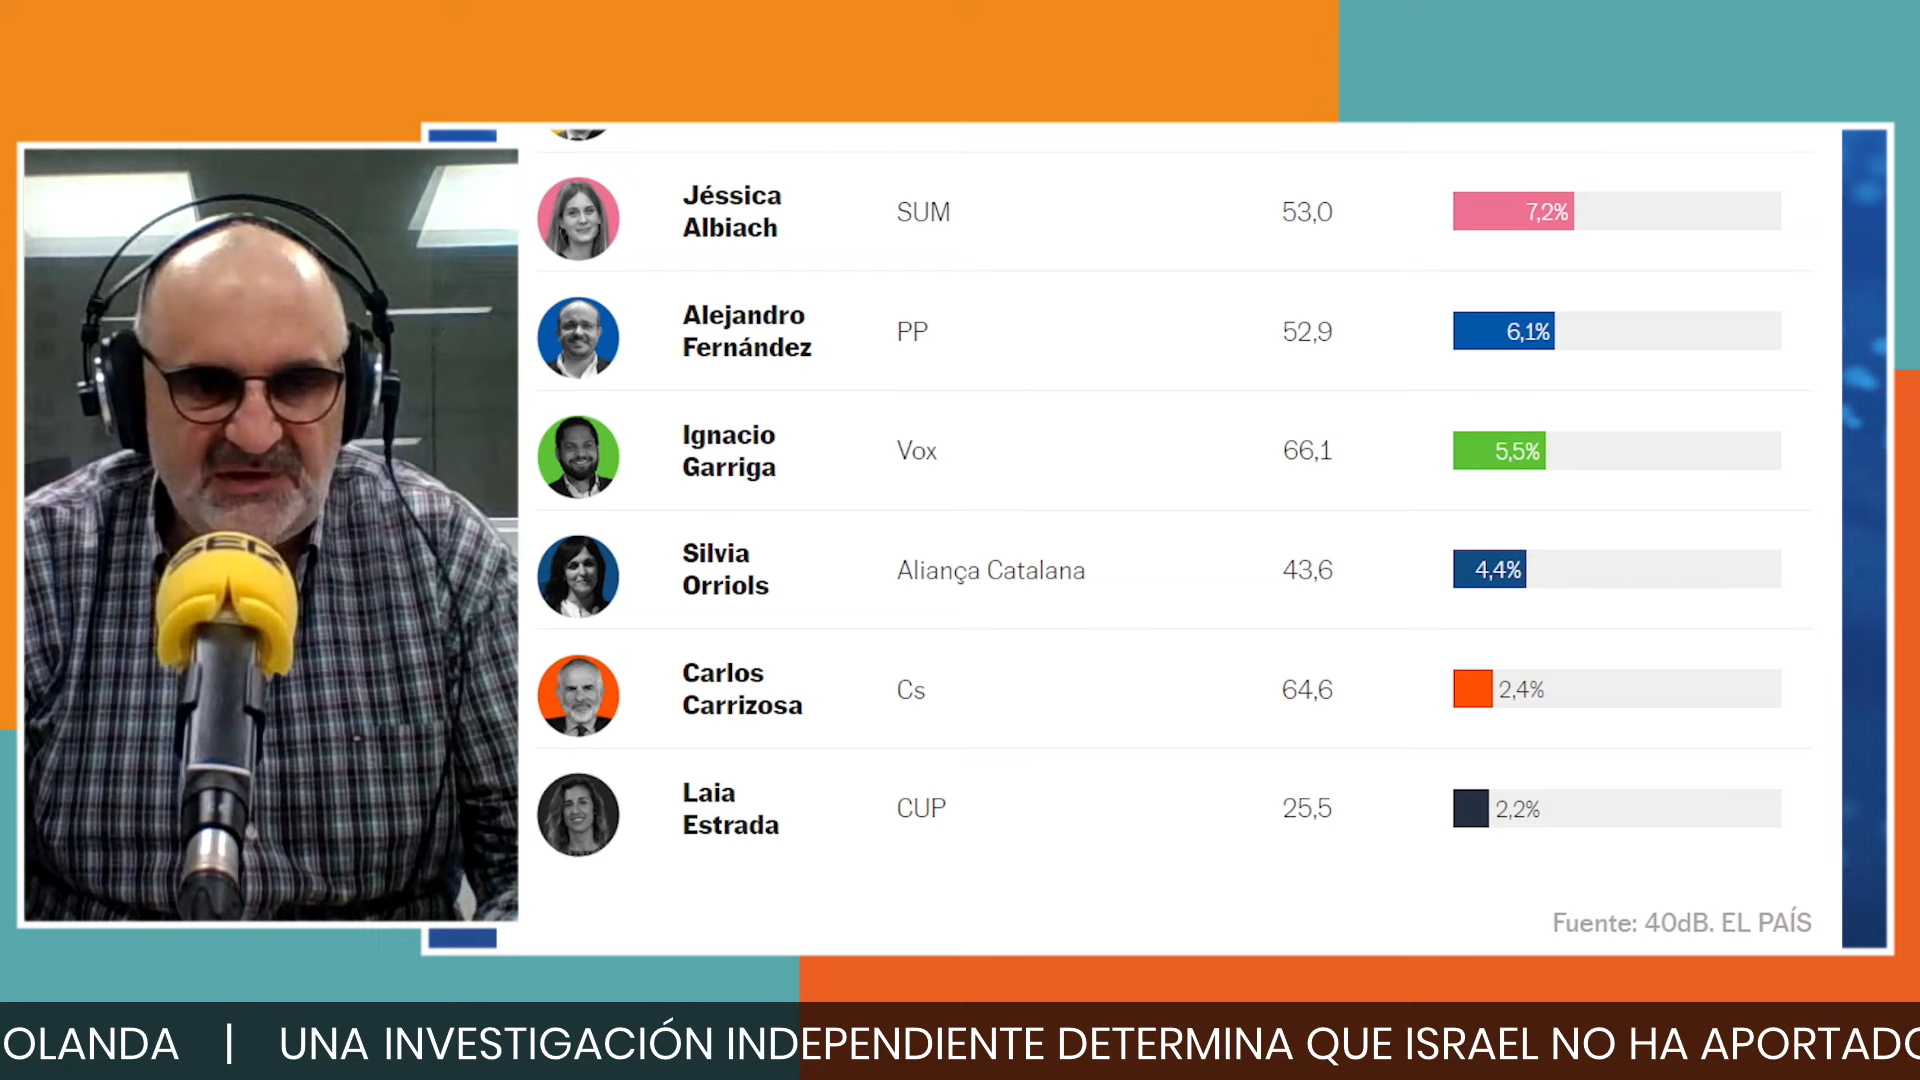 Jéssica
Albiach
SUM
53,0
7,2%
Alejandro
Fernández
PP
52,9
6,1%
Ignacio
Garriga
Vox
66,1
5,5%
Silvia
Orriols
Aliança Catalana
43,6
4,4%
Carlos
Carrizosa
Cs
64,6
2,4%
Laia
Estrada
CUP
25,5
2,2%
Fuente: 40dB. EL PAÍS
SER
OLANDA | UNA INVESTIGACIÓN INDEPENDIENTE DETERMINA QUE ISRAEL NO HA APORTADO